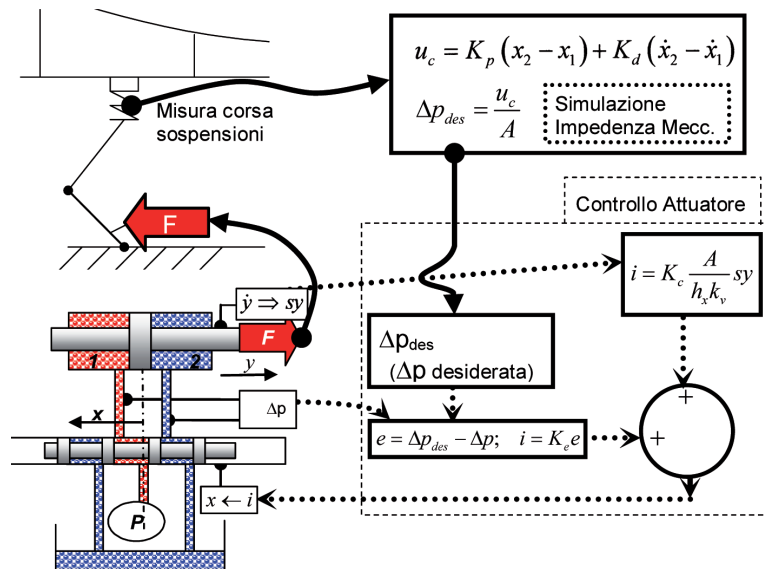 u_c = K_p (x_2 − x_1) + K_d (ẋ_2 − ẋ_1)
Δp_des = u_c / A
Simulazione
Impedenza Mecc.
Misura corsa
sospensioni
F
Controllo Attuatore
i = K_c A / (h_x k_v) sy
ẏ ⇒ sy
F
1
2
y
Δp_des
(Δp desiderata)
Δp
x
e = Δp_des − Δp; i = K_e e
+
+
x ← i
P